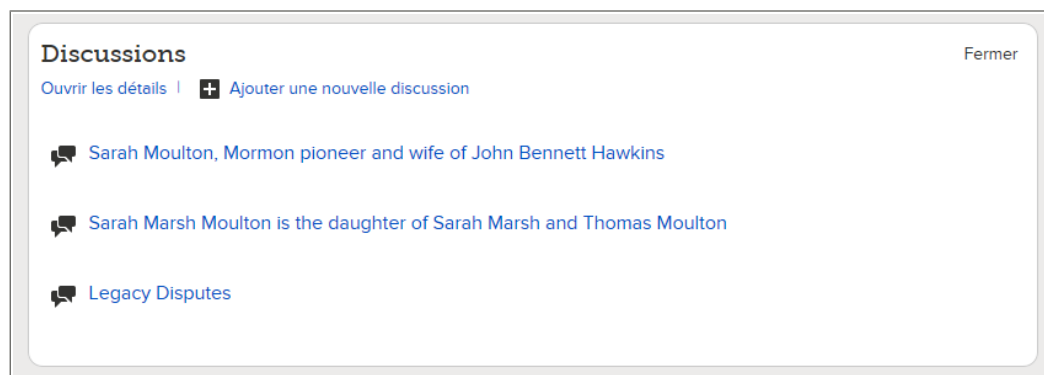 Discussions
Fermer
Ouvrir les détails | Ajouter une nouvelle discussion
Sarah Moulton, Mormon pioneer and wife of John Bennett Hawkins
Sarah Marsh Moulton is the daughter of Sarah Marsh and Thomas Moulton
Legacy Disputes